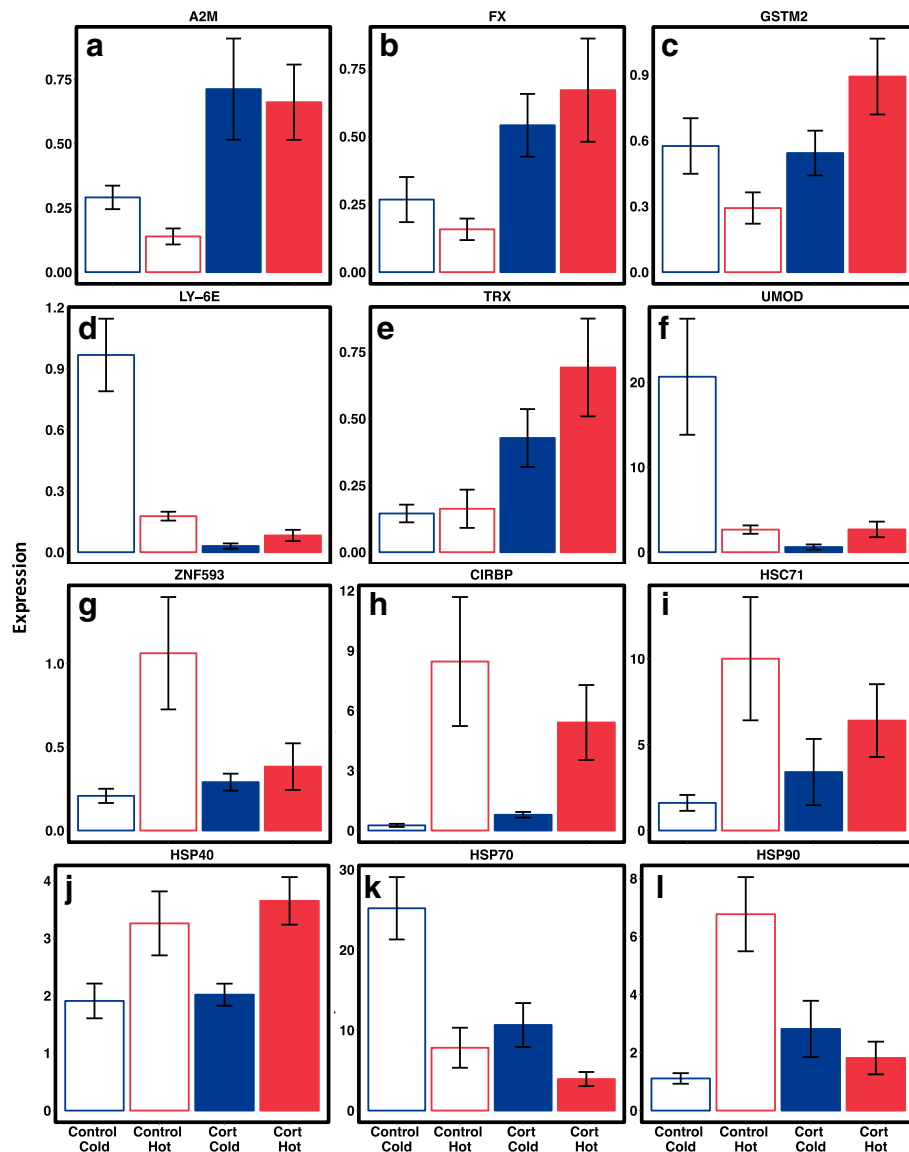 A2M FX GSTM2
a b c
0.75 0.50 0.25 0.00
0.75 0.50 0.25 0.00
0.9 0.6 0.3 0.0
LY–6E TRX UMOD
d e f
1.2 0.9 0.6 0.3 0.0
0.75 0.50 0.25 0.00
20 10 0
Expression
ZNF593 CIRBP HSC71
g h i
1.0 0.5 0.0
12 9 6 3 0
10 5 0
HSP40 HSP70 HSP90
j k l
4 3 2 1 0
30 20 10 0
8 6 4 2 0
Control Control Cort Cort Control Control Cort Cort Control Control Cort Cort
Cold Hot Cold Hot Cold Hot Cold Hot Cold Hot Cold Hot